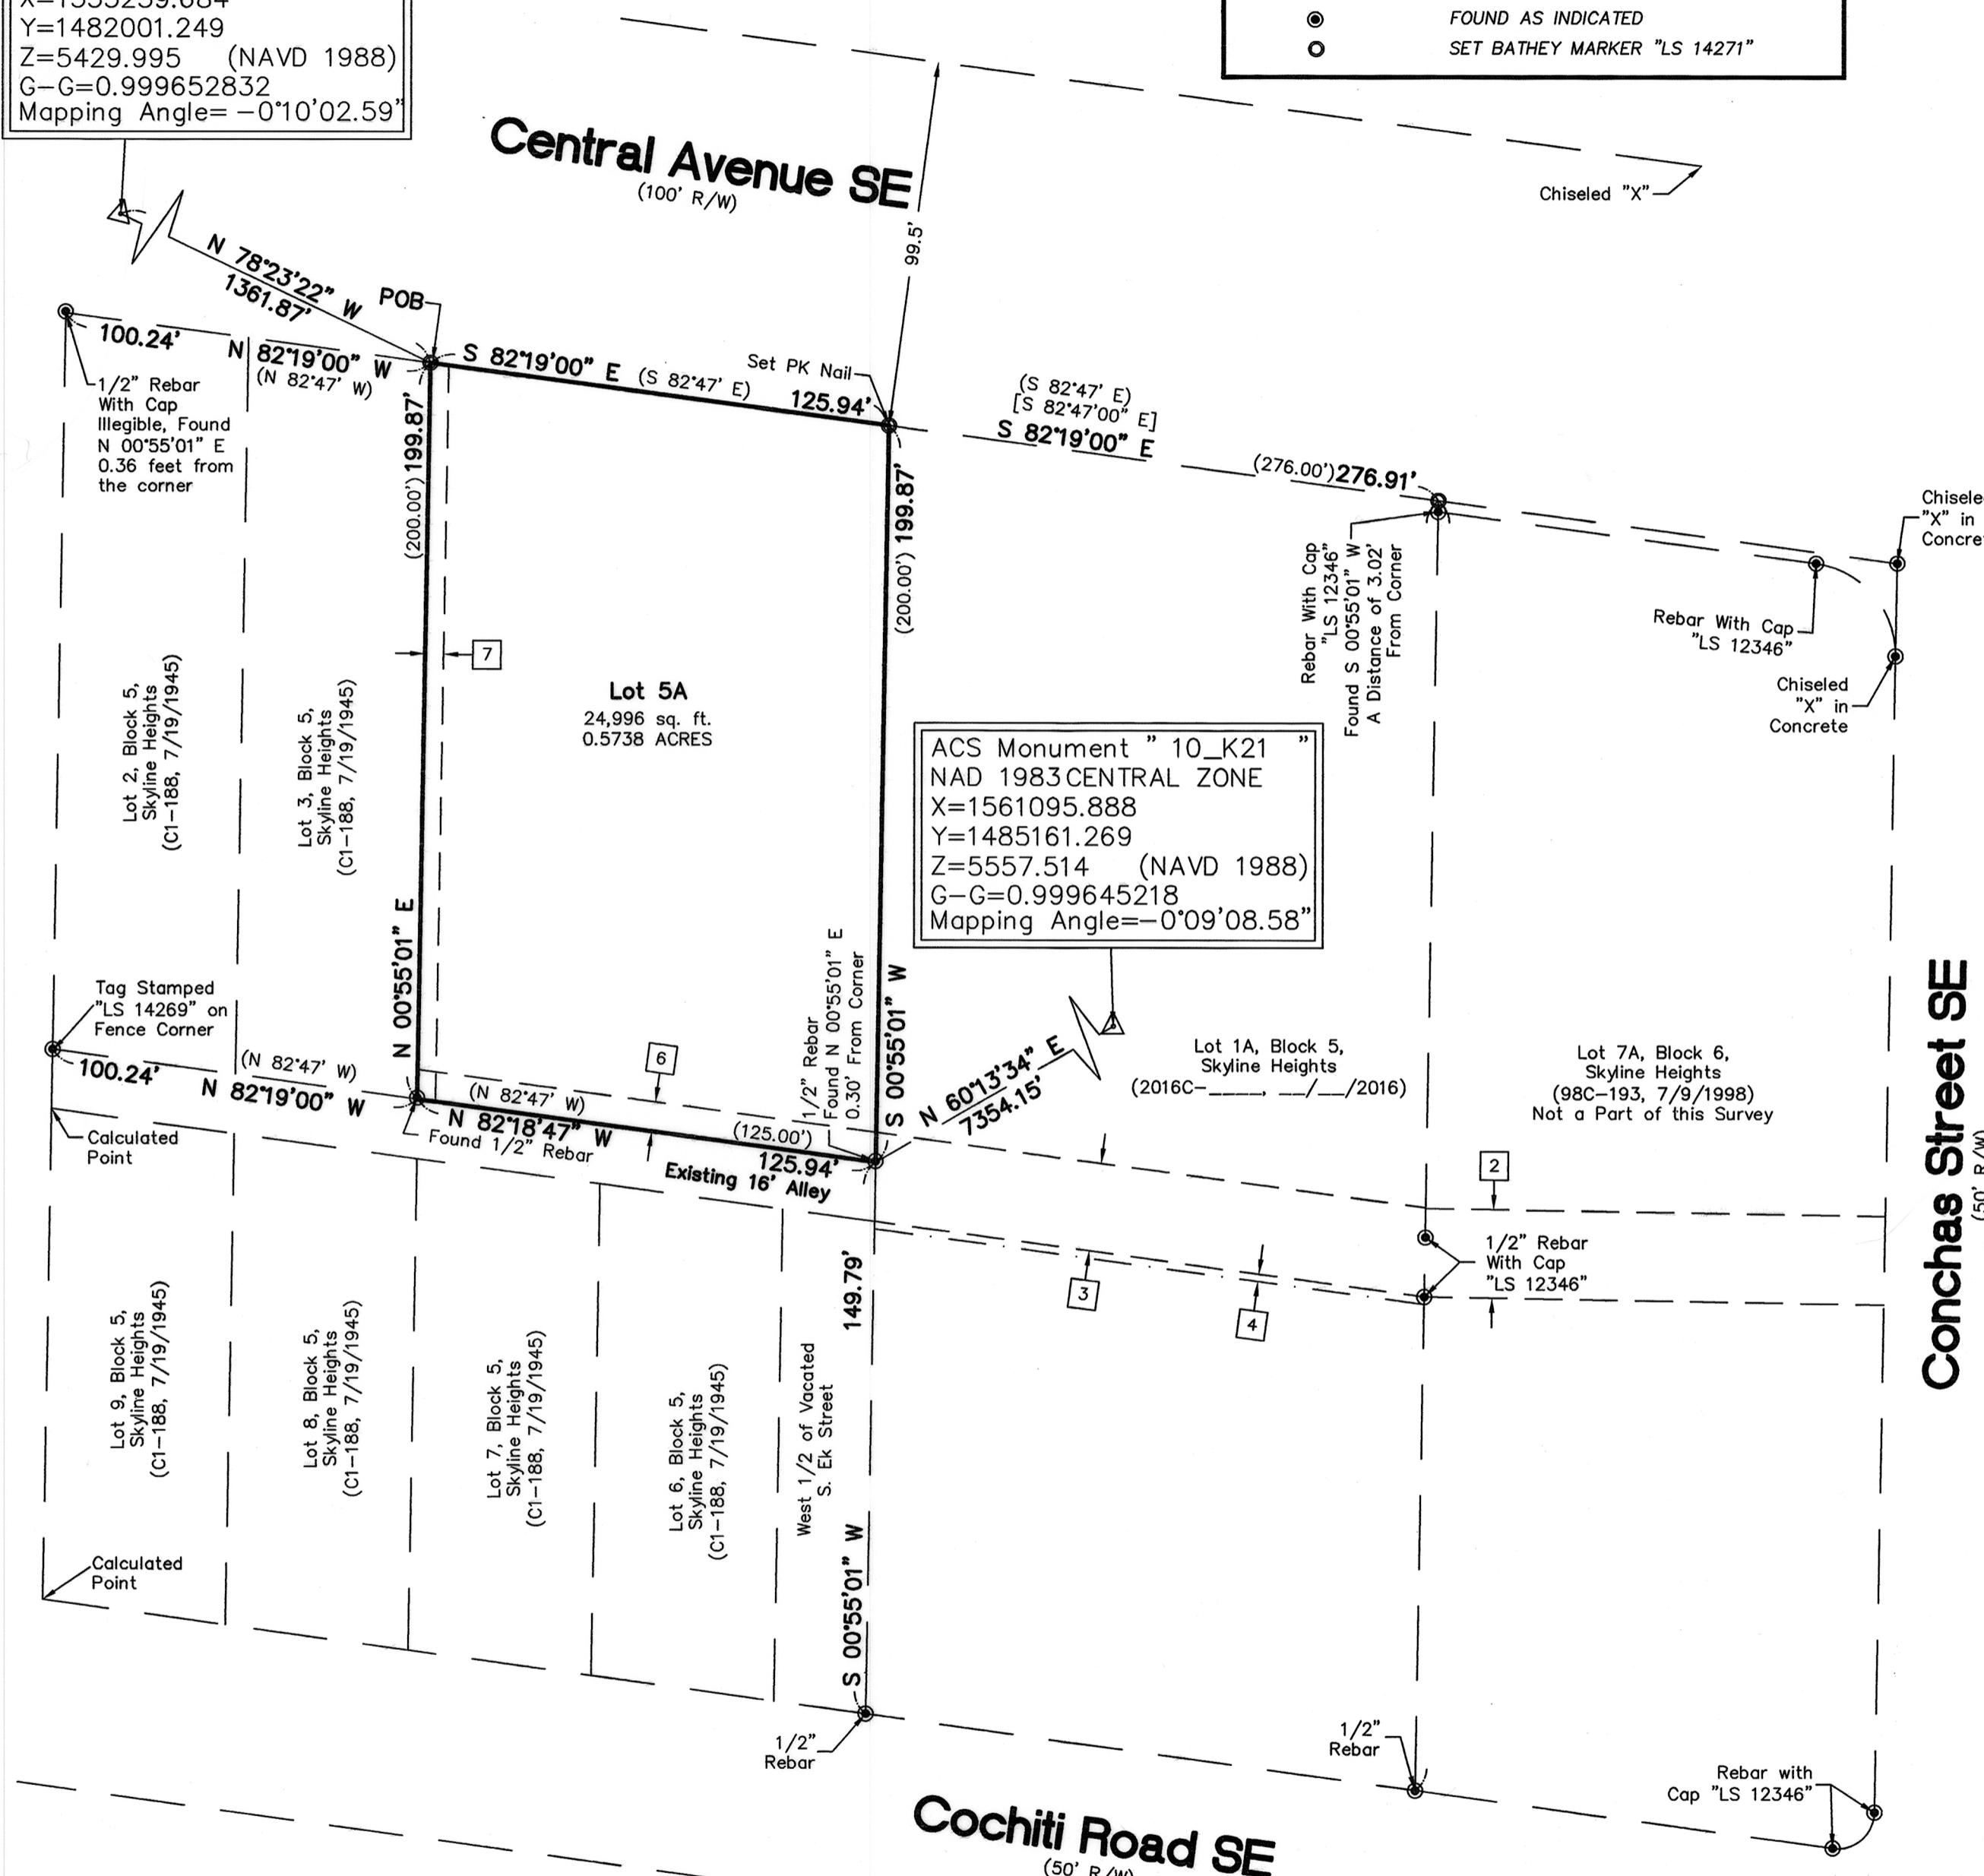 Y=1482001.249
Z=5429.995 (NAVD 1988)
G-G=0.999652832
Mapping Angle= -0°10'02.59"
FOUND AS INDICATED
SET BATHEY MARKER "LS 14271"
Central Avenue SE
(100' R/W)
Chiseled "X"
99.5'
N 78°23'22" W
1361.87'
POB
100.24'
N 82°19'00" W
(N 82°47' W)
1/2" Rebar
With Cap
Illegible, Found
N 00°55'01" E
0.36 feet from
the corner
S 82°19'00" E (S 82°47' E)
125.94'
Set PK Nail
(S 82°47' E)
[S 82°47'00" E]
S 82°19'00" E
(276.00') 276.91'
Chiseled
"X" in
(200.00') 199.87'
(200.00') 199.87'
Rebar With Cap
"LS 12346"
Found S 00°55'01" W
A Distance of 3.02'
From Corner
Rebar With Cap
"LS 12346"
Chiseled
"X" in
Concrete
7
Lot 5A
24,996 sq. ft.
0.5738 ACRES
Lot 2, Block 5,
Skyline Heights
(C1-188, 7/19/1945)
Lot 3, Block 5,
Skyline Heights
(C1-188, 7/19/1945)
ACS Monument " 10_K21 "
NAD 1983 CENTRAL ZONE
X=1561095.888
Y=1485161.269
Z=5557.514 (NAVD 1988)
G-G=0.999645218
Mapping Angle=-0°09'08.58"
N 00°55'01" E
1/2" Rebar
Found N 00°55'01" E
0.30' From Corner
S 00°55'01" W
Tag Stamped
"LS 14269" on
Fence Corner
100.24'
(N 82°47' W)
N 82°19'00" W
6
(N 82°47' W)
N 82°18'47" W
(125.00')
125.94'
Found 1/2" Rebar
Existing 16' Alley
N 60°13'34" E
7354.15'
Lot 1A, Block 5,
Skyline Heights
(2016C-____, __/__/2016)
Lot 7A, Block 6,
Skyline Heights
(98C-193, 7/9/1998)
Not a Part of this Survey
Conchas Street SE
(50' R/W)
Calculated
Point
2
1/2" Rebar
With Cap
"LS 12346"
3
4
149.79'
Lot 9, Block 5,
Skyline Heights
(C1-188, 7/19/1945)
Lot 8, Block 5,
Skyline Heights
(C1-188, 7/19/1945)
Lot 7, Block 5,
Skyline Heights
(C1-188, 7/19/1945)
Lot 6, Block 5,
Skyline Heights
(C1-188, 7/19/1945)
West 1/2 of Vacated
S. Ek Street
S 00°55'01" W
Calculated
Point
1/2"
Rebar
1/2"
Rebar
Rebar with
Cap "LS 12346"
Cochiti Road SE
(50' R/W)